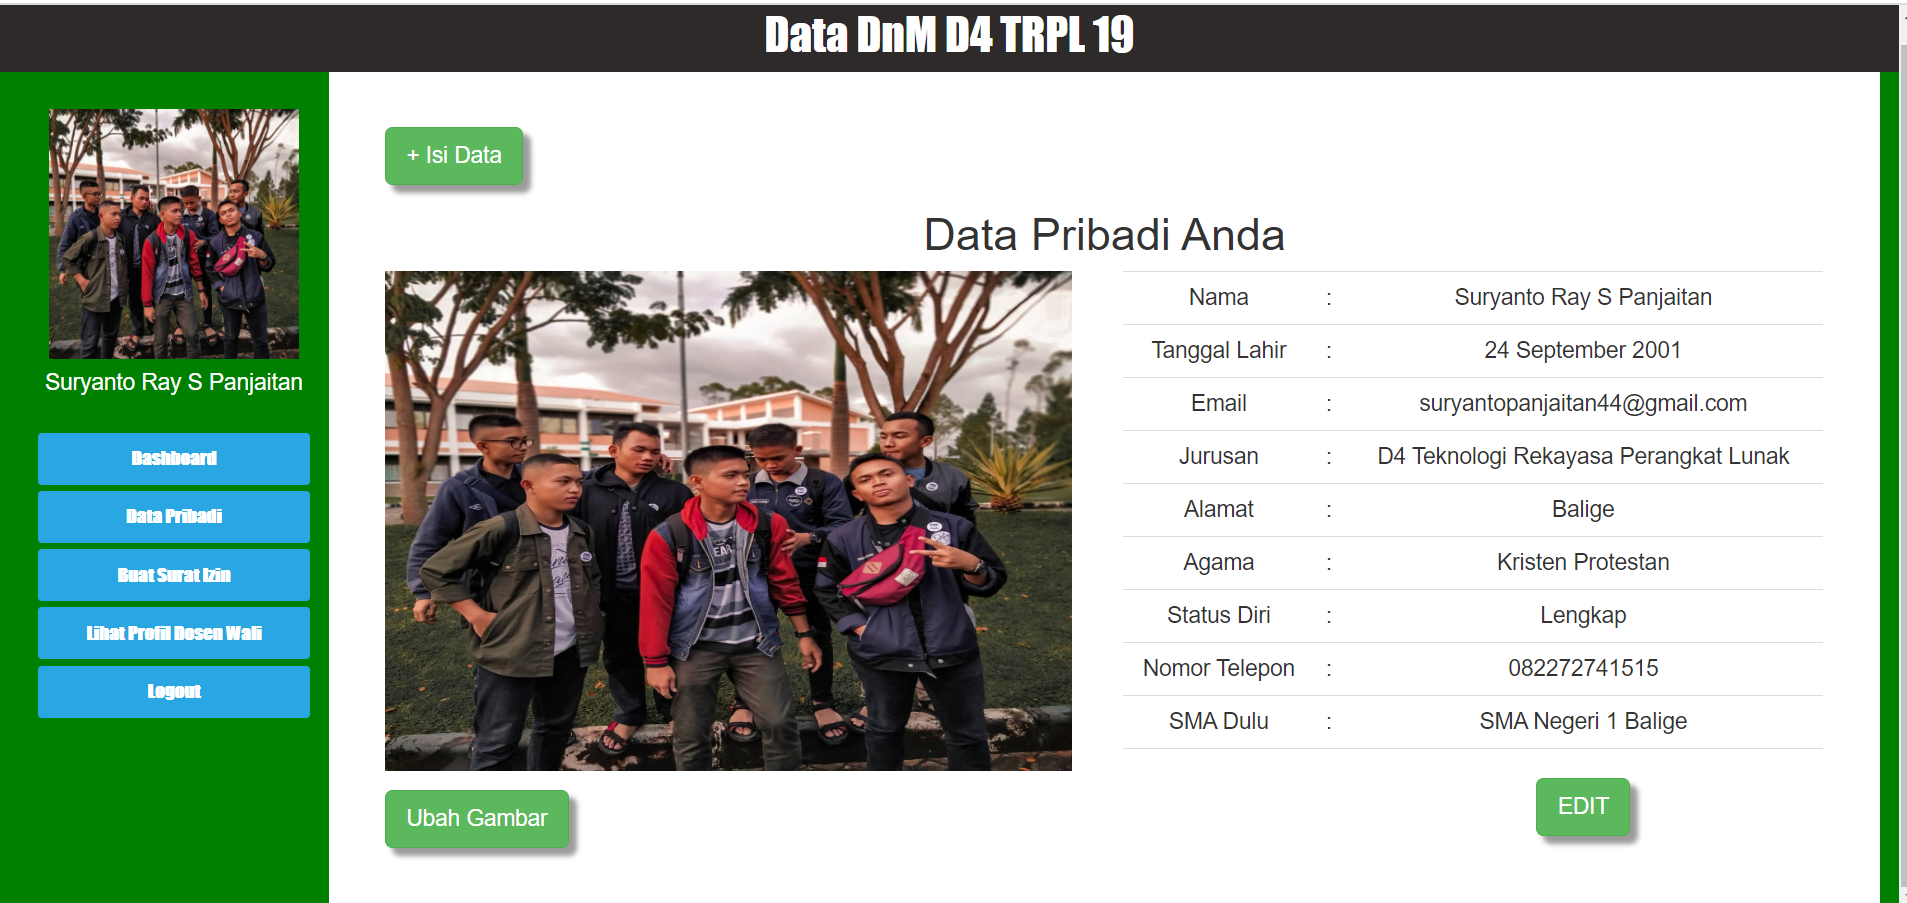 Data DnM D4 TRPL 19
Suryanto Ray S Panjaitan
Dashboard
Data Pribadi
Buat Surat Izin
Lihat Profil Dosen Wali
Logout
+ Isi Data
Data Pribadi Anda
Nama : Suryanto Ray S Panjaitan
Tanggal Lahir : 24 September 2001
Email : suryantopanjaitan44@gmail.com
Jurusan : D4 Teknologi Rekayasa Perangkat Lunak
Alamat : Balige
Agama : Kristen Protestan
Status Diri : Lengkap
Nomor Telepon : 082272741515
SMA Dulu : SMA Negeri 1 Balige
Ubah Gambar
EDIT